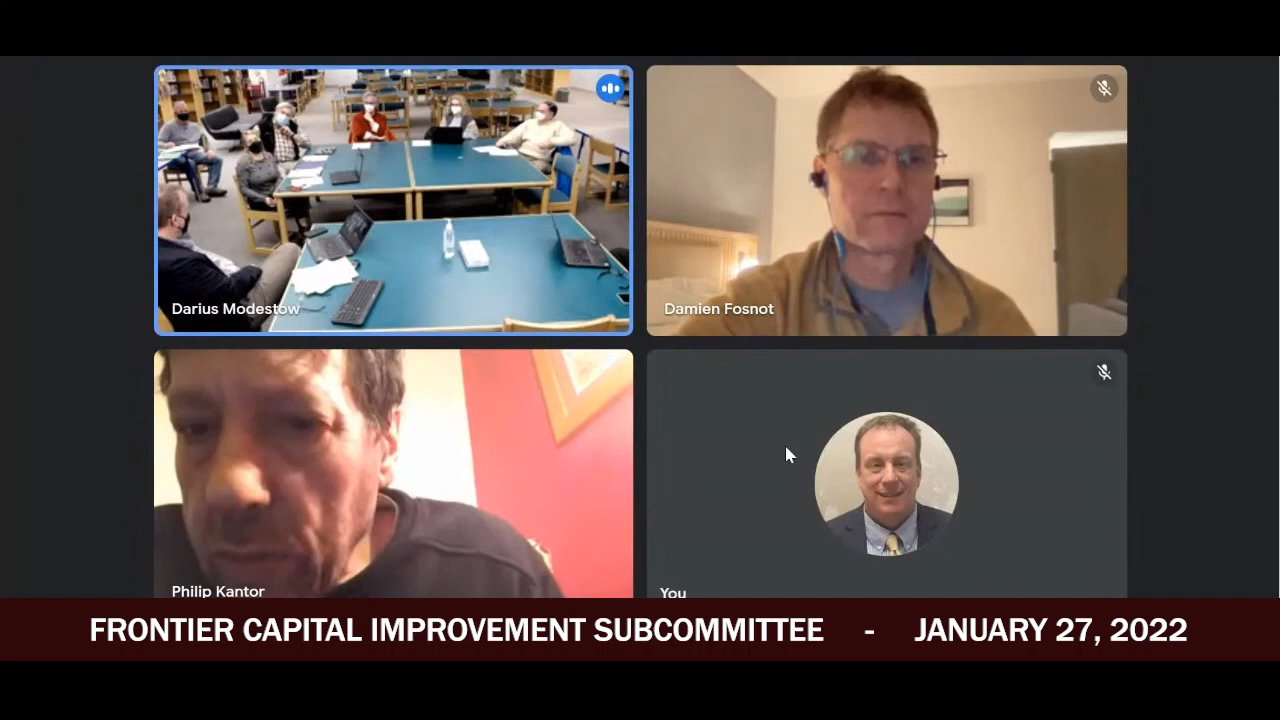 Darius Modestow
Damien Fosnot
Philip Kantor
You
FRONTIER CAPITAL IMPROVEMENT SUBCOMMITTEE - JANUARY 27, 2022